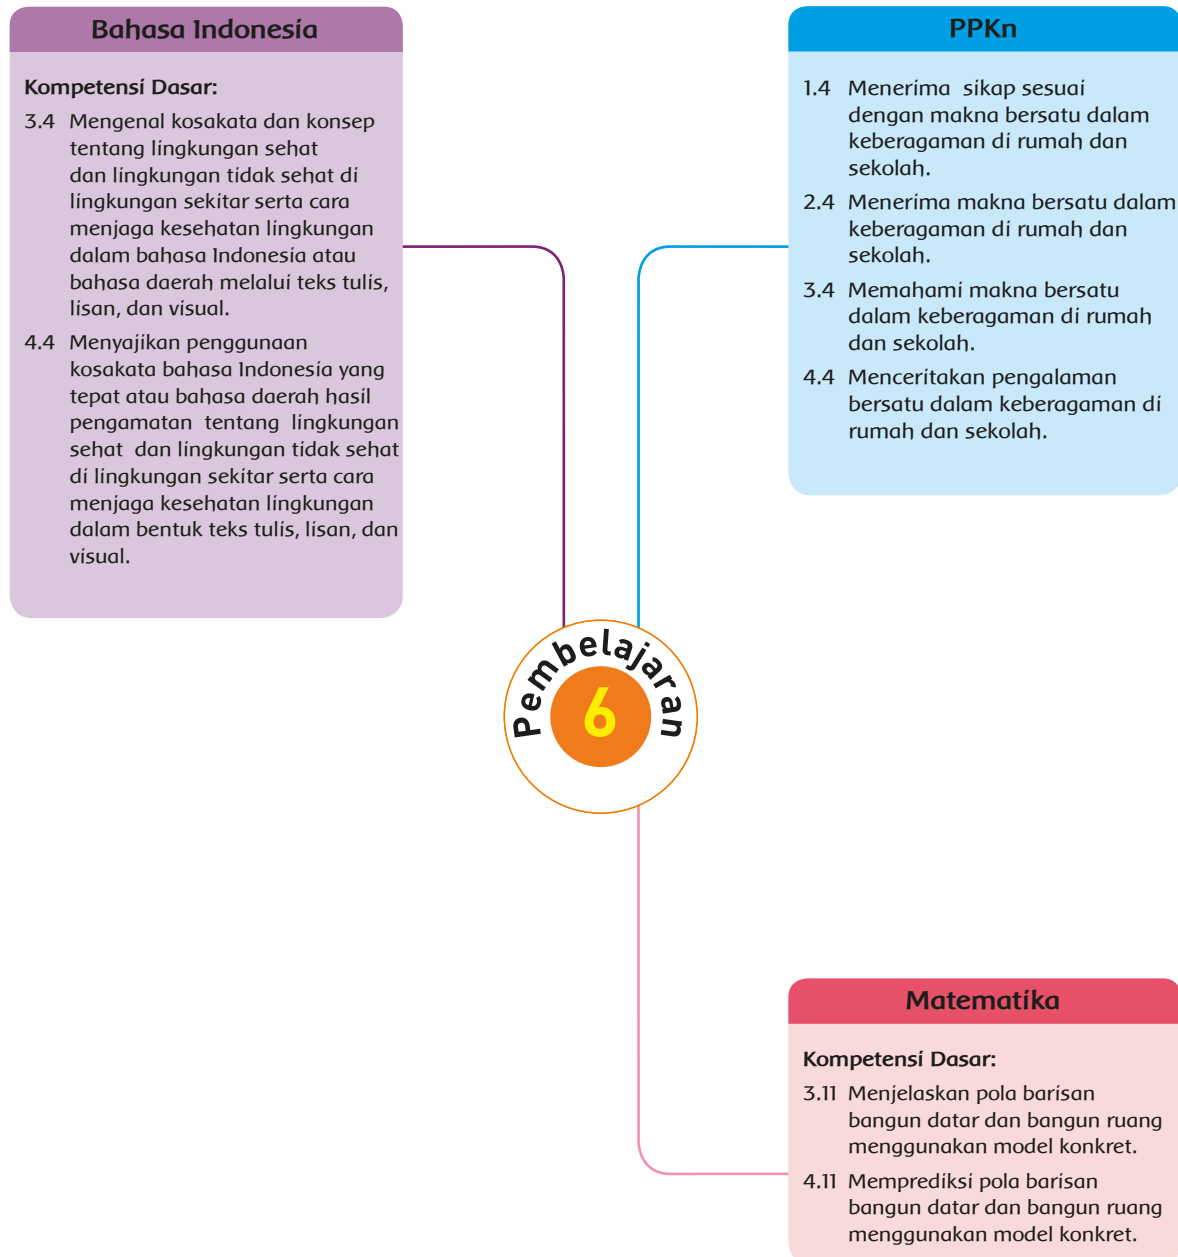 Bahasa Indonesia
Kompetensi Dasar:
3.4 Mengenal kosakata dan konsep
tentang lingkungan sehat
dan lingkungan tidak sehat di
lingkungan sekitar serta cara
menjaga kesehatan lingkungan
dalam bahasa Indonesia atau
bahasa daerah melalui teks tulis,
lisan, dan visual.
4.4 Menyajikan penggunaan
kosakata bahasa Indonesia yang
tepat atau bahasa daerah hasil
pengamatan tentang lingkungan
sehat dan lingkungan tidak sehat
di lingkungan sekitar serta cara
menjaga kesehatan lingkungan
dalam bentuk teks tulis, lisan, dan
visual.
PPKn
1.4 Menerima sikap sesuai
dengan makna bersatu dalam
keberagaman di rumah dan
sekolah.
2.4 Menerima makna bersatu dalam
keberagaman di rumah dan
sekolah.
3.4 Memahami makna bersatu
dalam keberagaman di rumah
dan sekolah.
4.4 Menceritakan pengalaman
bersatu dalam keberagaman di
rumah dan sekolah.
Pembelajaran
6
Matematika
Kompetensi Dasar:
3.11 Menjelaskan pola barisan
bangun datar dan bangun ruang
menggunakan model konkret.
4.11 Memprediksi pola barisan
bangun datar dan bangun ruang
menggunakan model konkret.